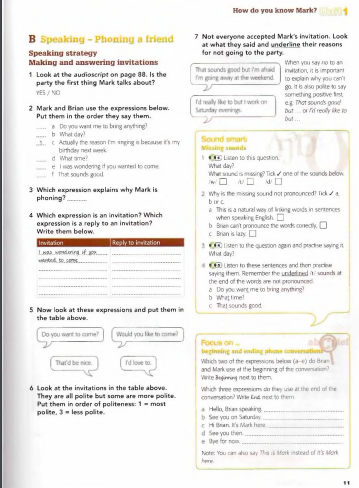 How do you know Mark? Unit 1
B Speaking – Phoning a friend
Speaking strategy
Making and answering invitations
1 Look at the audioscript on page 88. Is the
party the first thing Mark talks about?
YES / NO
2 Mark and Brian use the expressions below.
Put them in the order they say them.
a Do you want me to bring anything?
b What day?
1 c Actually the reason I'm ringing is because it's my
birthday next week.
d What time?
e I was wondering if you wanted to come.
f That sounds good.
3 Which expression explains why Mark is
phoning?
4 Which expression is an invitation? Which
expression is a reply to an invitation?
Write them below.
Invitation Reply to invitation
I was wondering if you
wanted to come.
5 Now look at these expressions and put them in
the table above.
Do you want to come? Would you like to come?
That'd be nice. I'd love to.
6 Look at the invitations in the table above.
They are all polite but some are more polite.
Put them in order of politeness: 1 = most
polite, 3 = less polite.
7 Not everyone accepted Mark's invitation. Look
at what they said and underline their reasons
for not going to the party.
That sounds good but I'm afraid
I'm going away at the weekend.
I'd really like to but I work on
Saturday evenings.
When you say no to an
invitation, it is important
to explain why you can't
go. It is also polite to say
something positive first,
e.g. That sounds good
but ... or I'd really like to
but ...
Sound smart
Missing sounds
1 Listen to this question.
What day?
What sound is missing? Tick ✓ one of the sounds below.
/w/ /t/ /d/
2 Why is the missing sound not pronounced? Tick ✓ a,
b or c.
a This is a natural way of linking words in sentences
when speaking English.
b Brian can't pronounce the words correctly.
c Brian is lazy.
3 Listen to the question again and practise saying it.
What day?
4 Listen to these sentences and then practise
saying them. Remember the underlined /t/ sounds at
the end of the words are not pronounced.
a Do you want me to bring anything?
b What time?
c That sounds good.
Focus on ...
beginning and ending phone conversations
Which two of the expressions below (a–e) do Brian
and Mark use at the beginning of the conversation?
Write Beginning next to them.
Which three expressions do they use at the end of the
conversation? Write End next to them.
a Hello, Brian speaking.
b See you on Saturday.
c Hi Brian. It's Mark here.
d See you then.
e Bye for now.
Note: You can also say This is Mark instead of It's Mark
here.
11